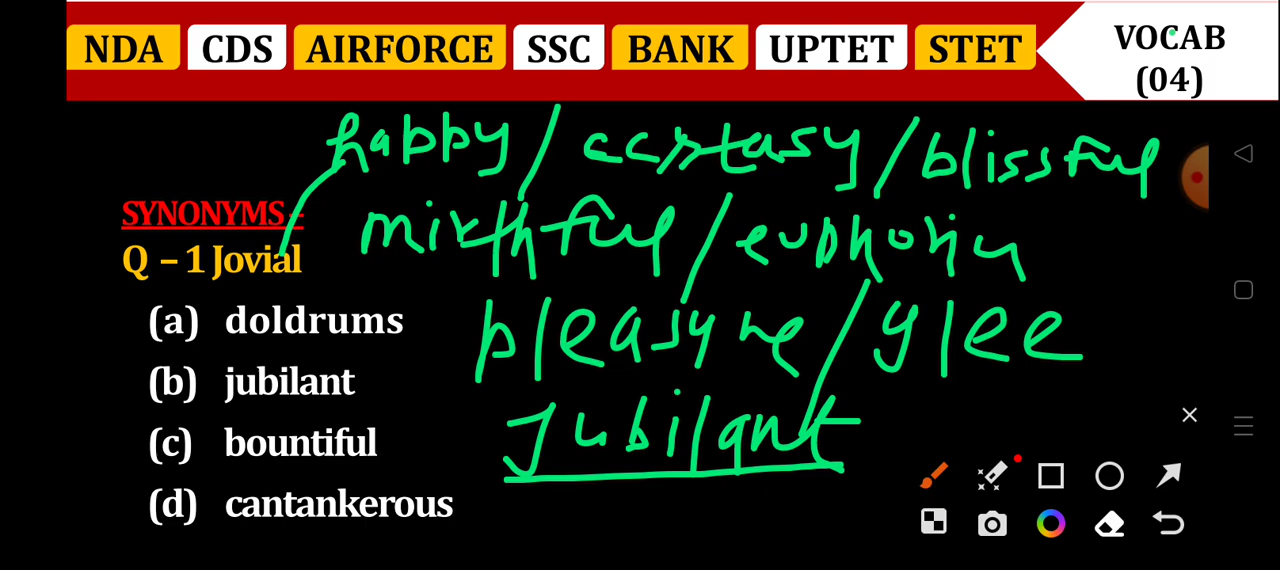 NDA CDS AIRFORCE SSC BANK UPTET STET VOCAB
(04)
happy / ecstasy / blissful
SYNONYMS:-
mirthful / euphoria
Q – 1 Jovial
(a) doldrums
pleasure / glee
(b) jubilant
Jubilant
(c) bountiful
(d) cantankerous